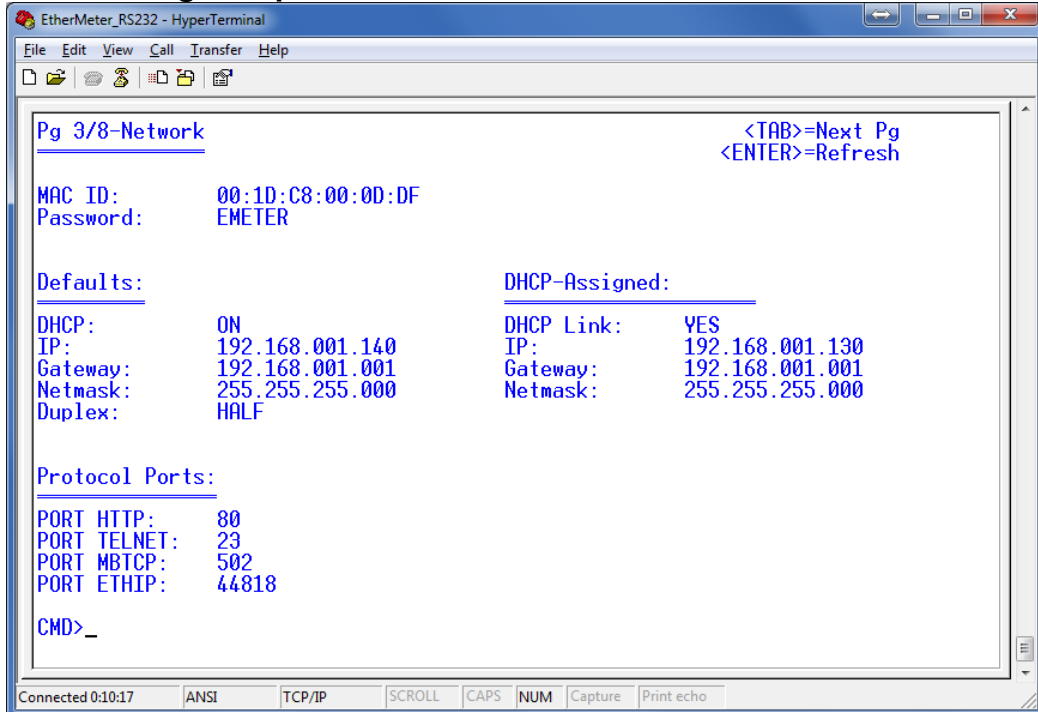 EtherMeter_RS232 - HyperTerminal
File Edit View Call Transfer Help
Pg 3/8-Network <TAB>=Next Pg
<ENTER>=Refresh
MAC ID: 00:1D:C8:00:0D:DF
Password: EMETER
Defaults: DHCP-Assigned:
DHCP: ON DHCP Link: YES
IP: 192.168.001.140 IP: 192.168.001.130
Gateway: 192.168.001.001 Gateway: 192.168.001.001
Netmask: 255.255.255.000 Netmask: 255.255.255.000
Duplex: HALF
Protocol Ports:
PORT HTTP: 80
PORT TELNET: 23
PORT MBTCP: 502
PORT ETHIP: 44818
CMD>_
Connected 0:10:17 ANSI TCP/IP SCROLL CAPS NUM Capture Print echo